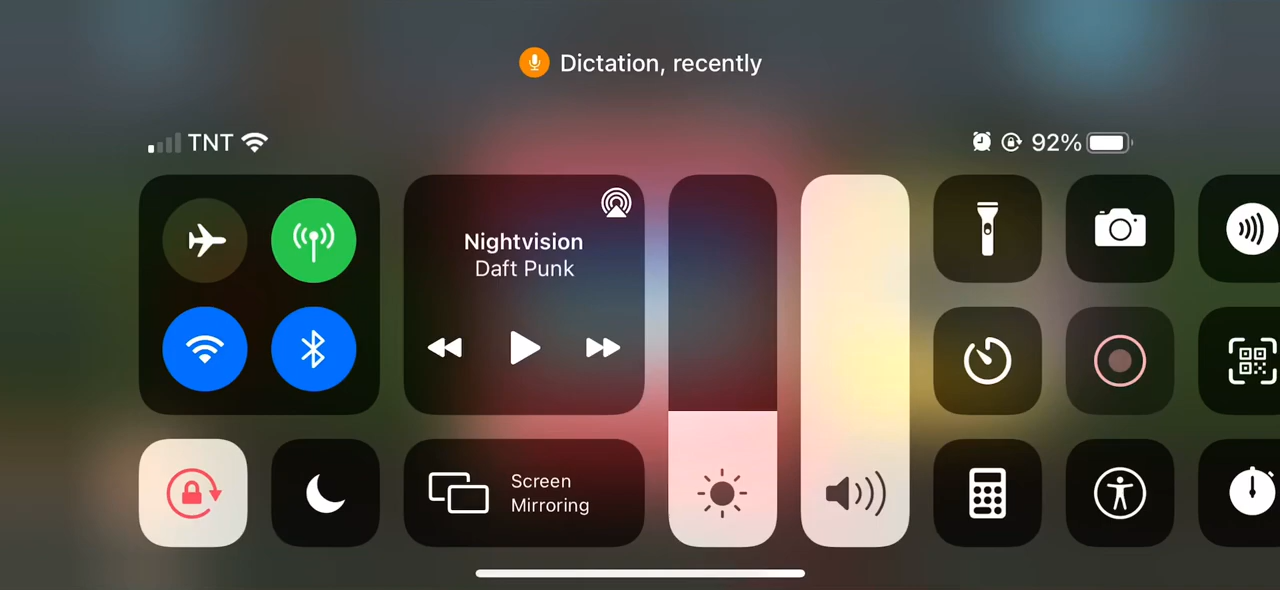 Dictation, recently
TNT
92%
Nightvision
Daft Punk
Screen
Mirroring